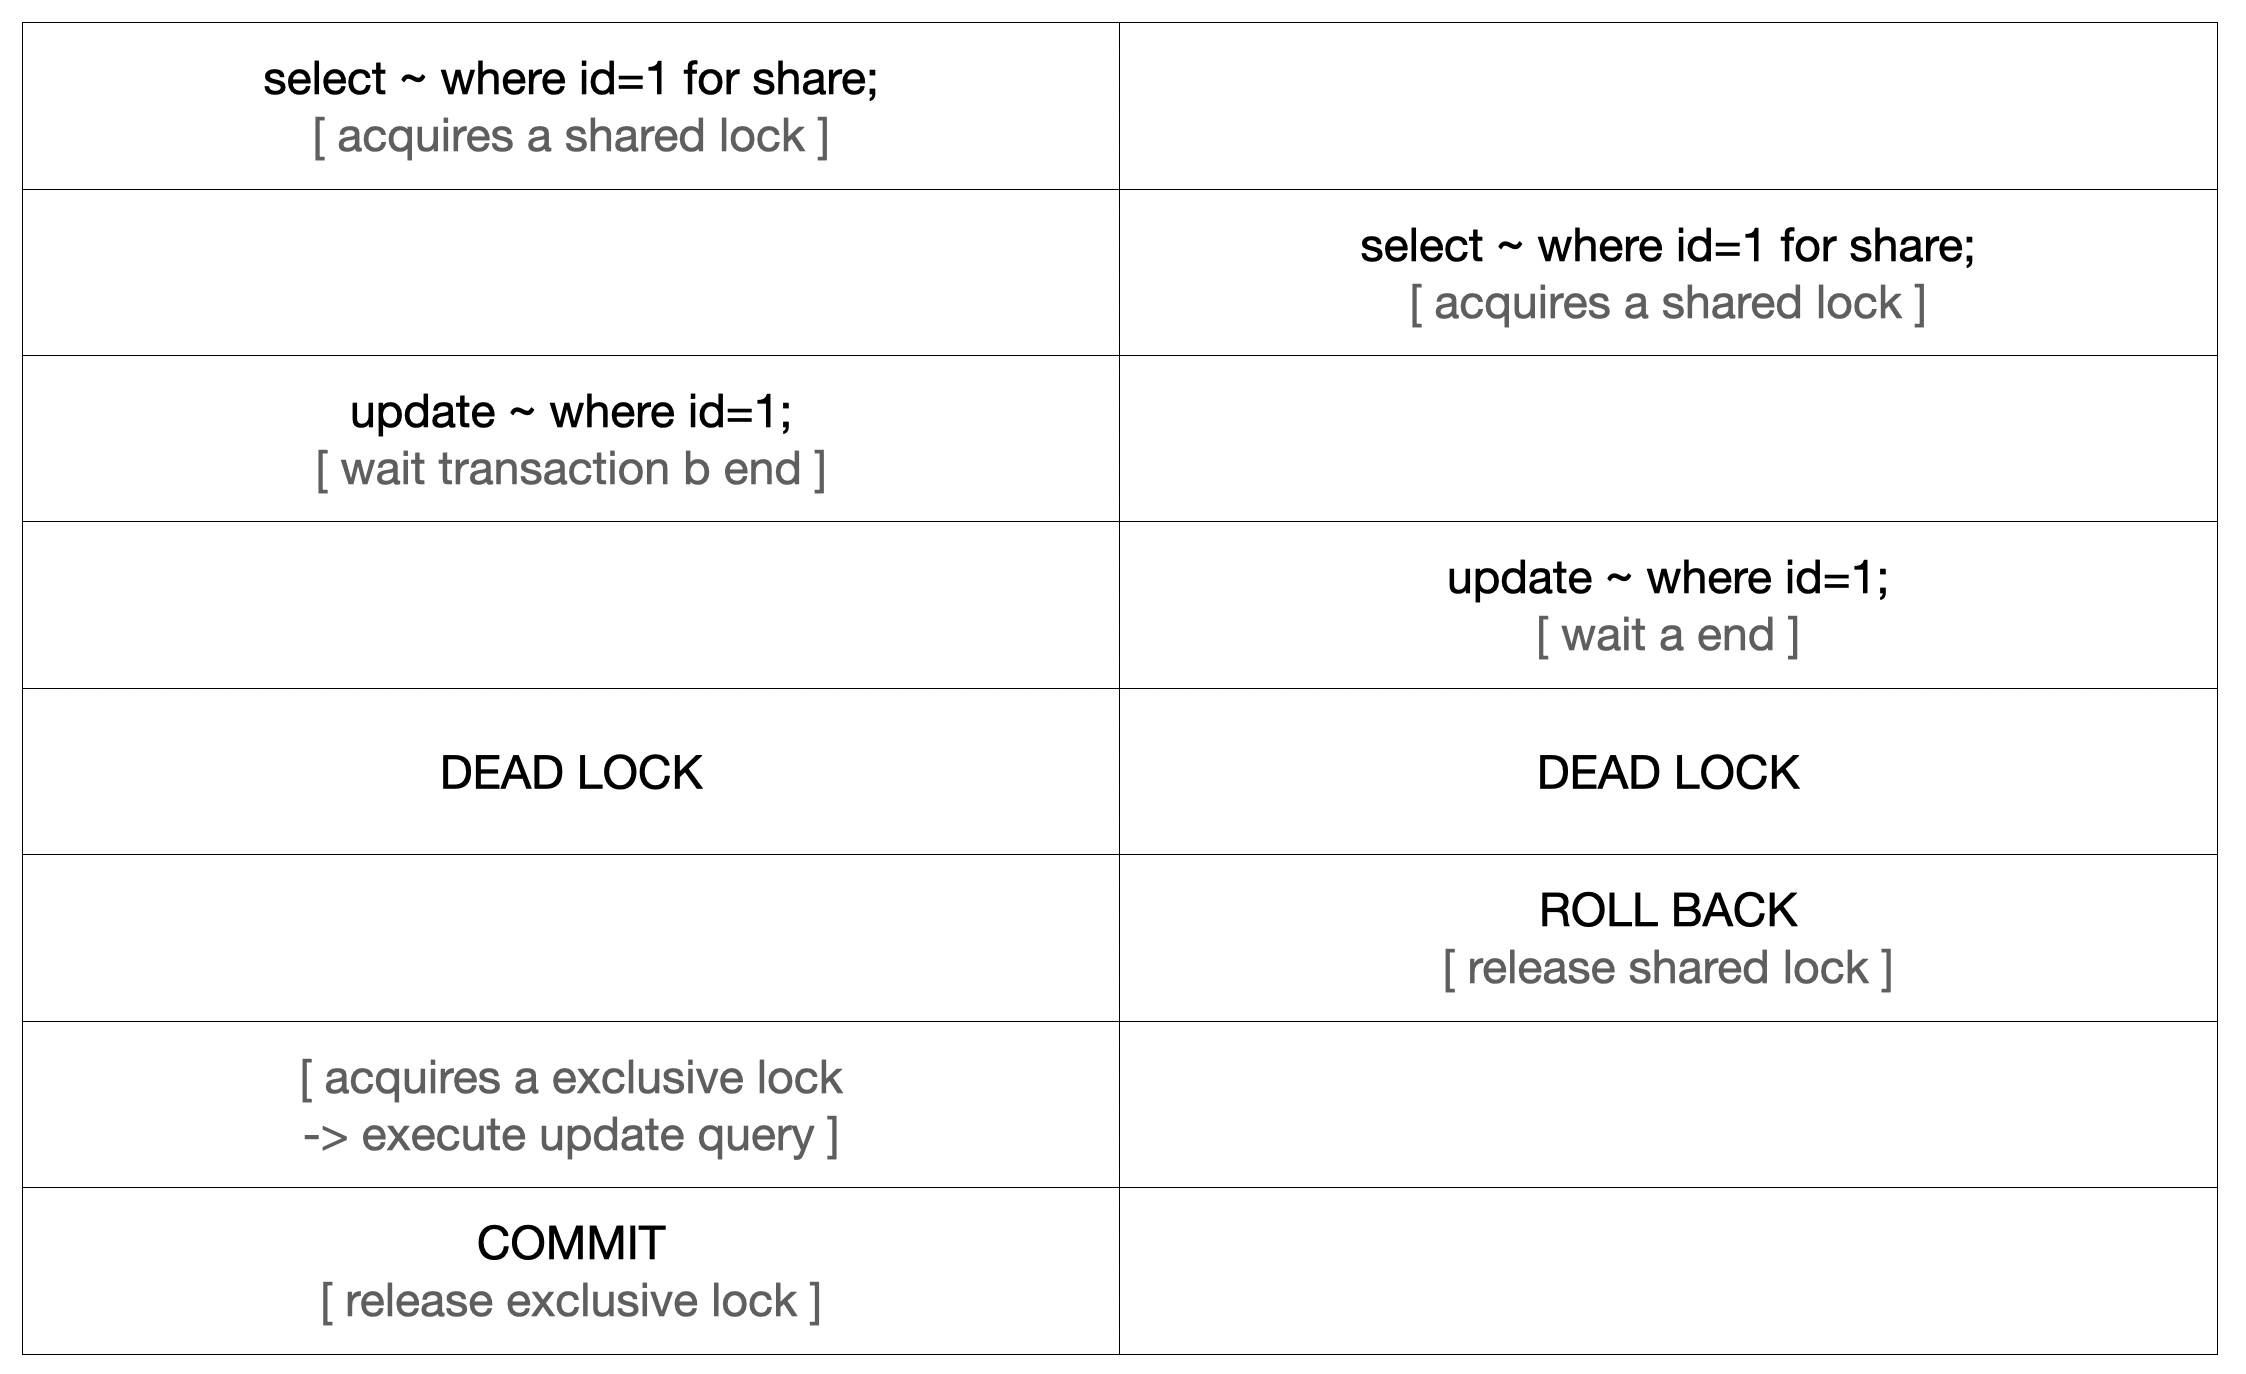 select ~ where id=1 for share;
[ acquires a shared lock ]
select ~ where id=1 for share;
[ acquires a shared lock ]
update ~ where id=1;
[ wait transaction b end ]
update ~ where id=1;
[ wait a end ]
DEAD LOCK
DEAD LOCK
ROLL BACK
[ release shared lock ]
[ acquires a exclusive lock
-> execute update query ]
COMMIT
[ release exclusive lock ]